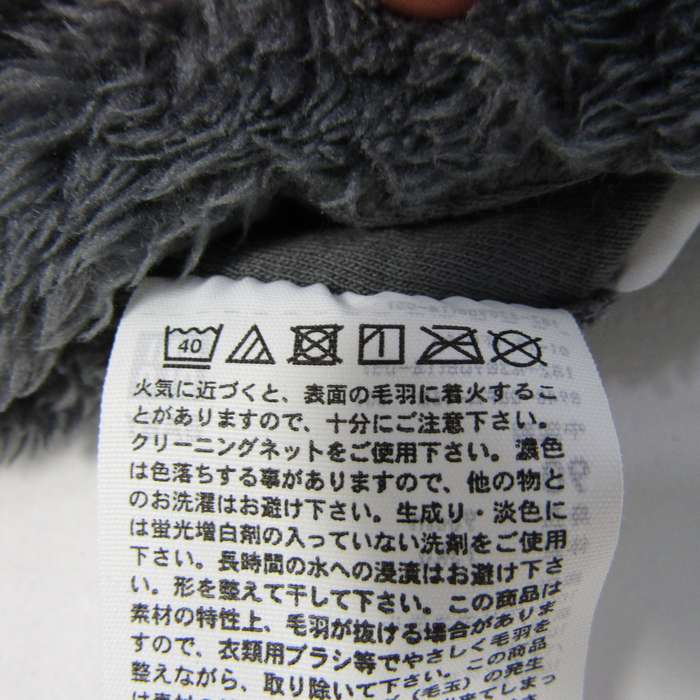 40
火気に近づくと、表面の毛羽に着火するこ
とがありますので、十分にご注意下さい。
クリーニングネットをご使用下さい。濃色
は色落ちする事がありますので、他の物と
のお洗濯はお避け下さい。生成り・淡色に
は蛍光増白剤の入っていない洗剤をご使用
下さい。長時間の水への浸漬はお避け下さ
い。形を整えて干して下さい。この商品は
素材の特性上、毛羽が抜ける場合がありま
すので、衣類用ブラシ等でやさしく毛羽を
整えながら、取り除いて下さい。この商品